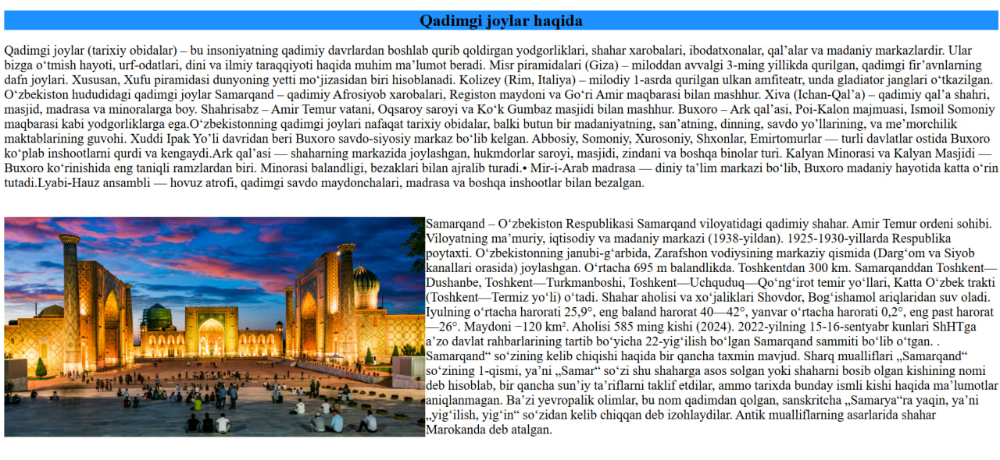 Qadimgi joylar haqida
Qadimgi joylar (tarixiy obidalar) – bu insoniyatning qadimiy davrlardan boshlab qurib qoldirgan yodgorliklari, shahar xarobalari, ibodatxonalar, qal’alar va madaniy markazlardir. Ular
bizga o‘tmish hayoti, urf-odatlari, dini va ilmiy taraqqiyoti haqida muhim ma’lumot beradi. Misr piramidalari (Giza) – miloddan avvalgi 3-ming yillikda qurilgan, qadimgi fir’avnlarning
dafn joylari. Xususan, Xufu piramidasi dunyoning yetti mo‘jizasidan biri hisoblanadi. Kolizey (Rim, Italiya) – milodiy 1-asrda qurilgan ulkan amfiteatr, unda gladiator janglari o‘tkazilgan.
O‘zbekiston hududidagi qadimgi joylar Samarqand – qadimiy Afrosiyob xarobalari, Registon maydoni va Go‘ri Amir maqbarasi bilan mashhur. Xiva (Ichan-Qal’a) – qadimiy qal’a shahri,
masjid, madrasa va minoralarga boy. Shahrisabz – Amir Temur vatani, Oqsaroy saroyi va Ko‘k Gumbaz masjidi bilan mashhur. Buxoro – Ark qal’asi, Poi-Kalon majmuasi, Ismoil Somoniy
maqbarasi kabi yodgorliklarga ega.O‘zbekistonning qadimgi joylari nafaqat tarixiy obidalar, balki butun bir madaniyatning, san’atning, dinning, savdo yo’llarining, va me’morchilik
maktablarining guvohi. Xuddi Ipak Yo’li davridan beri Buxoro savdo-siyosiy markaz bo‘lib kelgan. Abbosiy, Somoniy, Xurosoniy, Shxonlar, Emirtomurlar — turli davlatlar ostida Buxoro
ko‘plab inshootlarni qurdi va kengaydi.Ark qal’asi — shaharning markazida joylashgan, hukmdorlar saroyi, masjidi, zindani va boshqa binolar turi. Kalyan Minorasi va Kalyan Masjidi —
Buxoro ko‘rinishida eng taniqli ramzlardan biri. Minorasi balandligi, bezaklari bilan ajralib turadi.• Mir-i-Arab madrasa — diniy ta’lim markazi bo‘lib, Buxoro madaniy hayotida katta o‘rin
tutadi.Lyabi-Hauz ansambli — hovuz atrofi, qadimgi savdo maydonchalari, madrasa va boshqa inshootlar bilan bezalgan.
Samarqand – O‘zbekiston Respublikasi Samarqand viloyatidagi qadimiy shahar. Amir Temur ordeni sohibi.
Viloyatning ma’muriy, iqtisodiy va madaniy markazi (1938-yildan). 1925-1930-yillarda Respublika
poytaxti. O‘zbekistonning janubi-g‘arbida, Zarafshon vodiysining markaziy qismida (Darg‘om va Siyob
kanallari orasida) joylashgan. O‘rtacha 695 m balandlikda. Toshkentdan 300 km. Samarqanddan Toshkent—
Dushanbe, Toshkent—Turkmanboshi, Toshkent—Uchquduq—Qo‘ng‘irot temir yo‘llari, Katta O‘zbek trakti
(Toshkent—Termiz yo‘li) o‘tadi. Shahar aholisi va xo‘jaliklari Shovdor, Bog‘ishamol ariqlaridan suv oladi.
Iyulning o‘rtacha harorati 25,9°, eng baland harorat 40—42°, yanvar o‘rtacha harorati 0,2°, eng past harorat
—26°. Maydoni −120 km². Aholisi 585 ming kishi (2024). 2022-yilning 15-16-sentyabr kunlari ShHTga
a’zo davlat rahbarlarining tartib bo‘yicha 22-yig‘ilish bo‘lgan Samarqand sammiti bo‘lib o‘tgan. .
Samarqand“ so‘zining kelib chiqishi haqida bir qancha taxmin mavjud. Sharq mualliflari „Samarqand“
so‘zining 1-qismi, ya’ni „Samar“ so‘zi shu shaharga asos solgan yoki shaharni bosib olgan kishining nomi
deb hisoblab, bir qancha sun’iy ta’riflarni taklif etdilar, ammo tarixda bunday ismli kishi haqida ma’lumotlar
aniqlanmagan. Ba’zi yevropalik olimlar, bu nom qadimdan qolgan, sanskritcha „Samarya“ra yaqin, ya’ni
„yig‘ilish, yig‘in“ so‘zidan kelib chiqqan deb izohlaydilar. Antik mualliflarning asarlarida shahar
Marokanda deb atalgan.